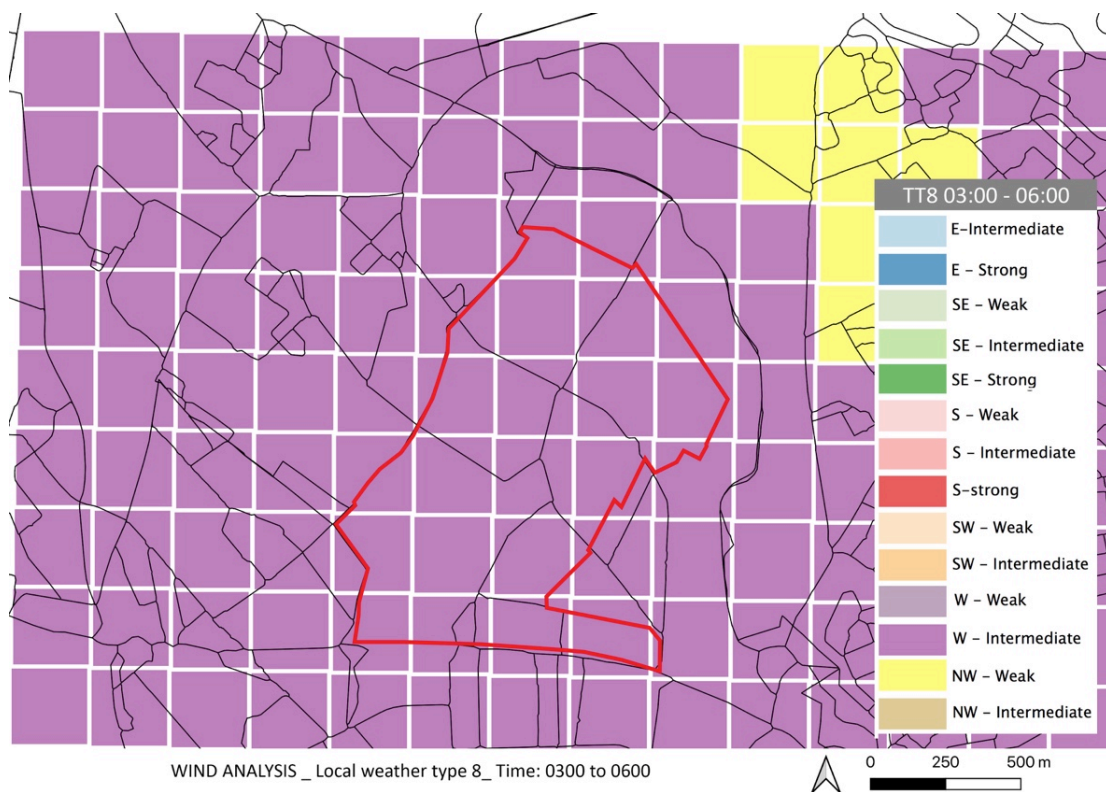 TT8 03:00 - 06:00
E-Intermediate
E - Strong
SE - Weak
SE - Intermediate
SE - Strong
S - Weak
S - Intermediate
S-strong
SW - Weak
SW - Intermediate
W - Weak
W - Intermediate
NW - Weak
NW - Intermediate
WIND ANALYSIS _ Local weather type 8_ Time: 0300 to 0600
0 250 500 m